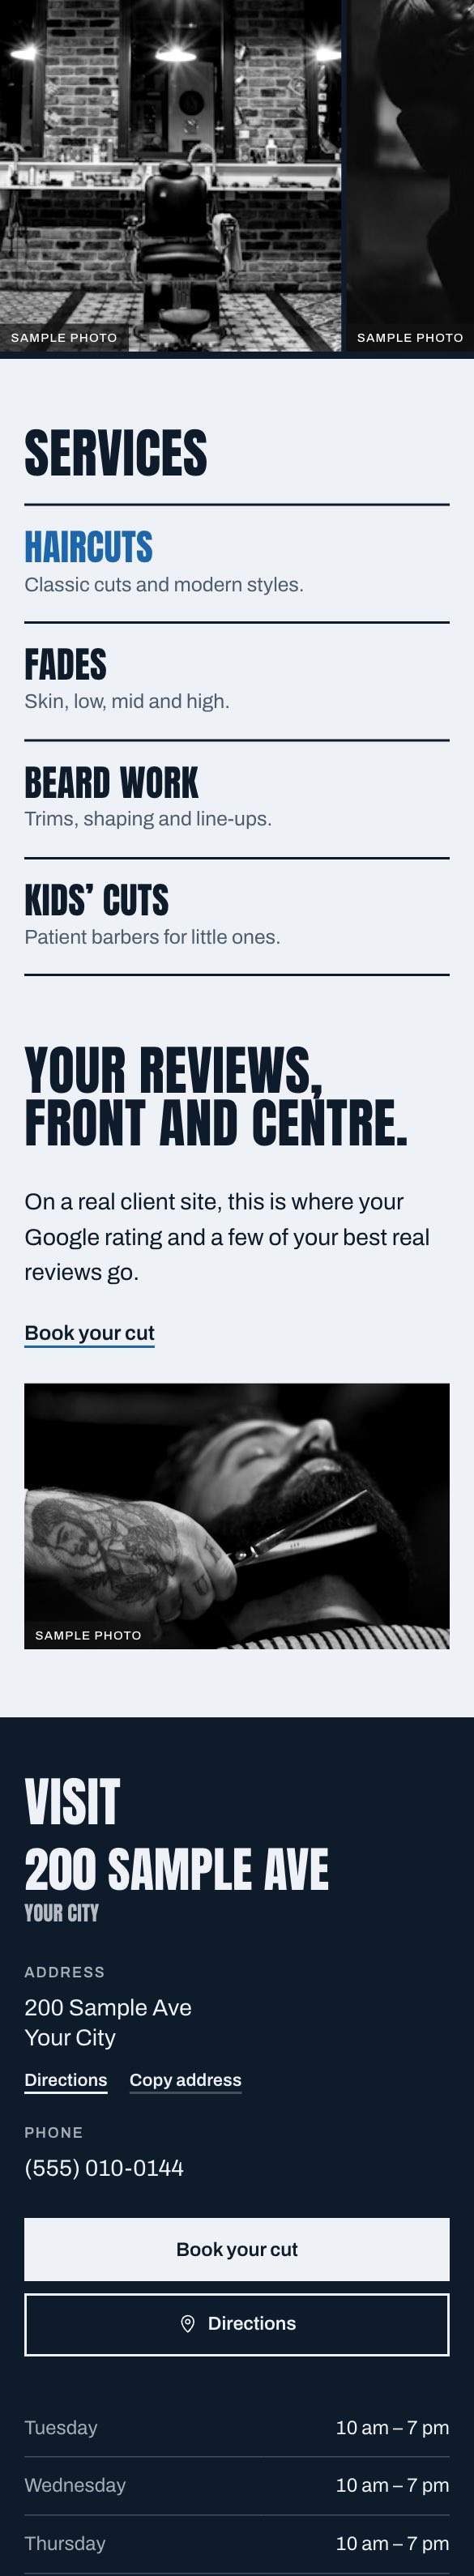 SAMPLE PHOTO
SAMPLE PHOTO
SERVICES
HAIRCUTS
Classic cuts and modern styles.
FADES
Skin, low, mid and high.
BEARD WORK
Trims, shaping and line-ups.
KIDS’ CUTS
Patient barbers for little ones.
YOUR REVIEWS,
FRONT AND CENTRE.
On a real client site, this is where your
Google rating and a few of your best real
reviews go.
Book your cut
SAMPLE PHOTO
VISIT
200 SAMPLE AVE
YOUR CITY
ADDRESS
200 Sample Ave
Your City
Directions Copy address
PHONE
(555) 010-0144
Book your cut
Directions
Tuesday 10 am – 7 pm
Wednesday 10 am – 7 pm
Thursday 10 am – 7 pm